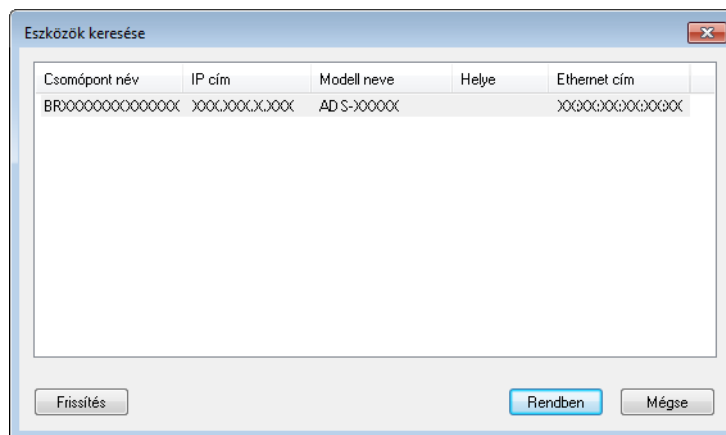 Eszközök keresése
Csomópont név IP cím Modell neve Helye Ethernet cím
BRXXXXXXXXXXXXX XXX.XXX.X.XXX ADS-XXXXX XX:XX:XX:XX:XX:XX
Frissítés Rendben Mégse